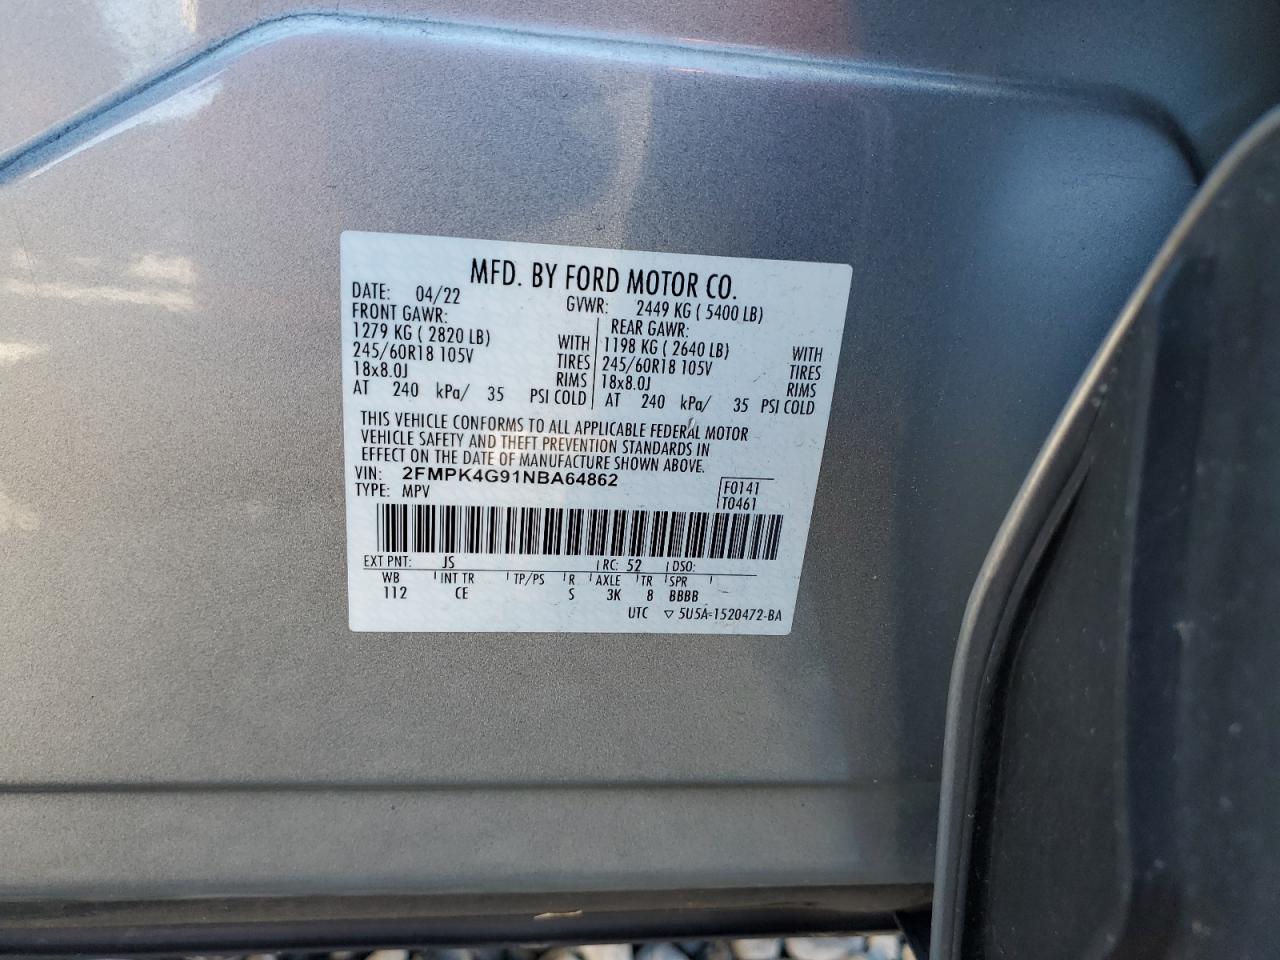 MFD. BY FORD MOTOR CO.
DATE: 04/22 GVWR: 2449 KG ( 5400 LB)
FRONT GAWR: REAR GAWR:
1279 KG ( 2820 LB) WITH 1198 KG ( 2640 LB) WITH
245/60R18 105V TIRES 245/60R18 105V TIRES
18x8.0J RIMS 18x8.0J RIMS
AT 240 kPa/ 35 PSI COLD AT 240 kPa/ 35 PSI COLD
THIS VEHICLE CONFORMS TO ALL APPLICABLE FEDERAL MOTOR
VEHICLE SAFETY AND THEFT PREVENTION STANDARDS IN
EFFECT ON THE DATE OF MANUFACTURE SHOWN ABOVE.
VIN: 2FMPK4G91NBA64862 F0141
TYPE: MPV T0461
EXT PNT: JS RC: 52 DSO:
WB INT TR TP/PS R AXLE TR SPR
112 CE S 3K 8 BBBB
UTC ▽ 5U5A-1520472-BA